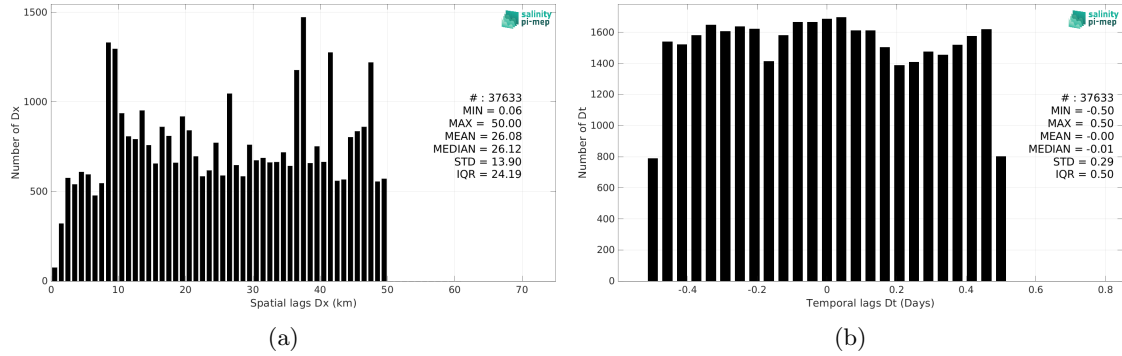 1500
1000
500
0
Number of Dx
0 10 20 30 40 50 60 70
Spatial lags Dx (km)
salinity
pi-mep
# : 37633
MIN = 0.06
MAX = 50.00
MEAN = 26.08
MEDIAN = 26.12
STD = 13.90
IQR = 24.19
(a)
1600
1400
1200
1000
800
600
400
200
0
Number of Dt
-0.4 -0.2 0 0.2 0.4 0.6 0.8
Temporal lags Dt (Days)
salinity
pi-mep
# : 37633
MIN = -0.50
MAX = 0.50
MEAN = -0.00
MEDIAN = -0.01
STD = 0.29
IQR = 0.50
(b)